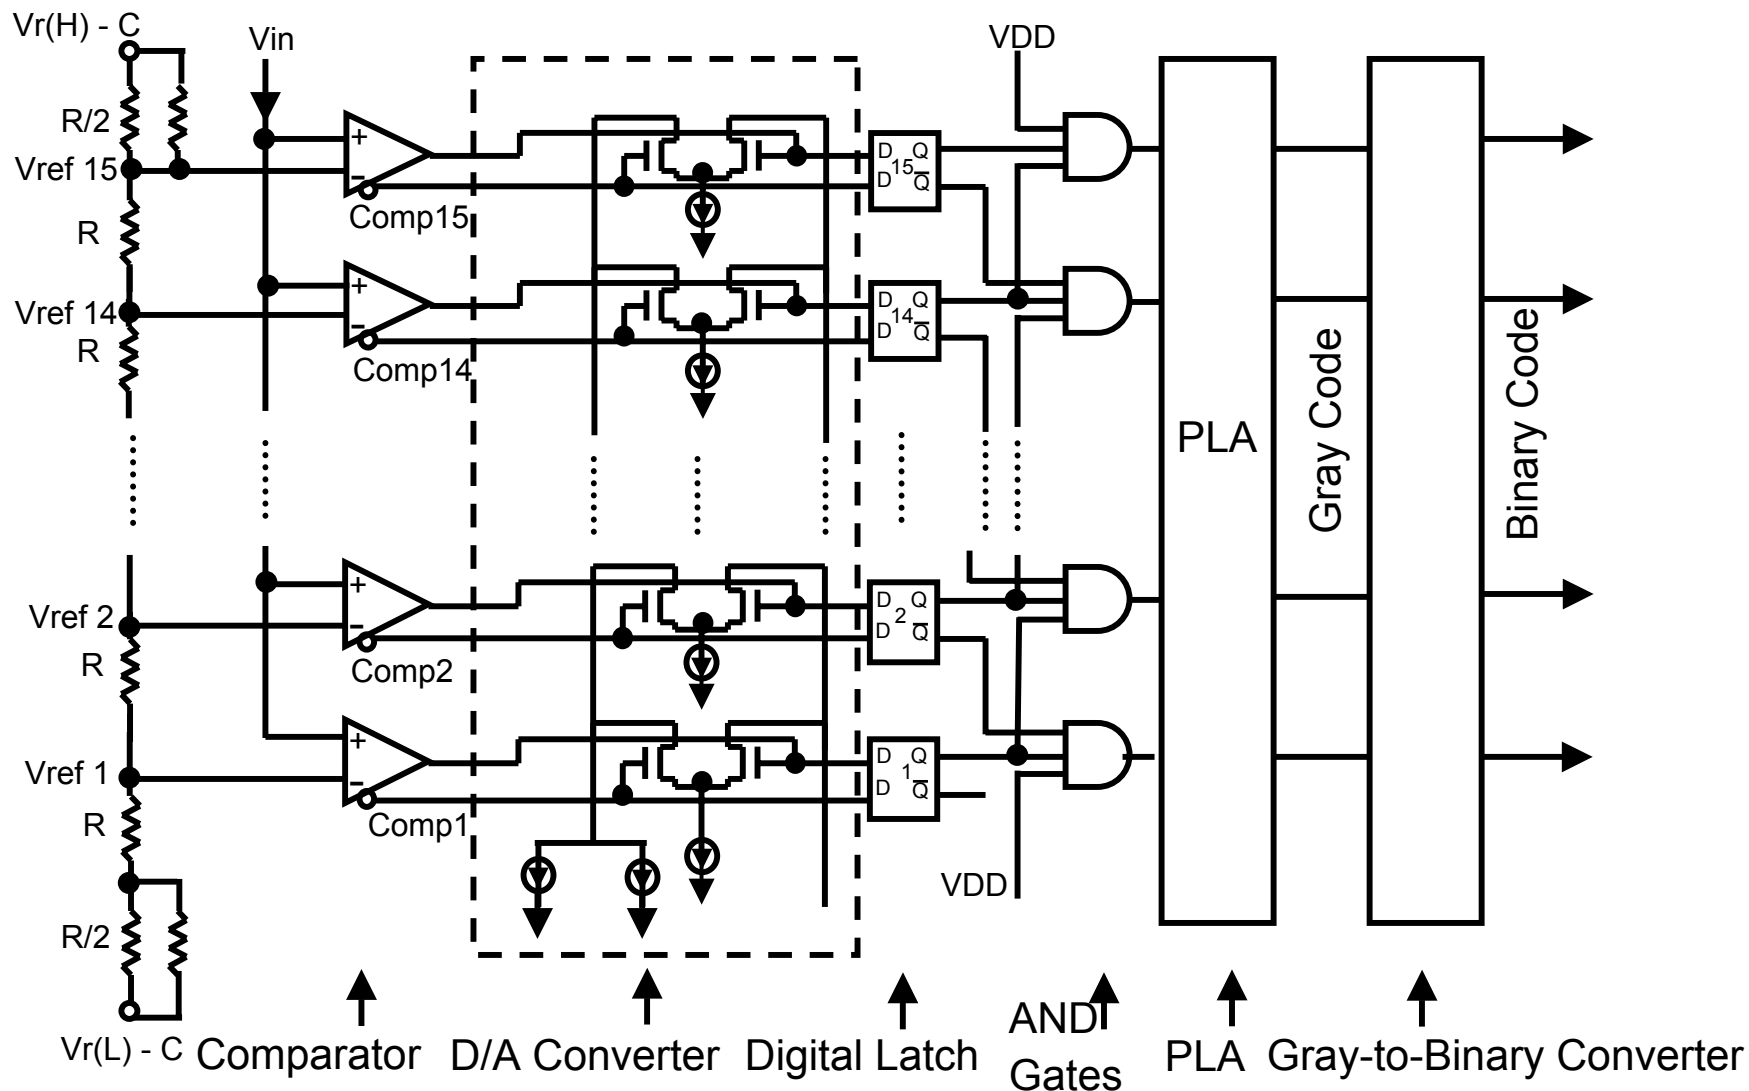 Vr(H) - C
Vin
VDD
R/2
+
D
Q
Vref 15
15
-
D
Q
Comp15
R
+
D
Q
Vref 14
14
-
D
Q
R
Comp14
PLA
Gray Code
Binary Code
+
D
Q
Vref 2
2
-
D
Q
R
Comp2
+
D
Q
Vref 1
1
-
D
Q
R
Comp1
VDD
R/2
Vr(L) - C
Comparator
D/A Converter
Digital Latch
AND
Gates
PLA
Gray-to-Binary Converter